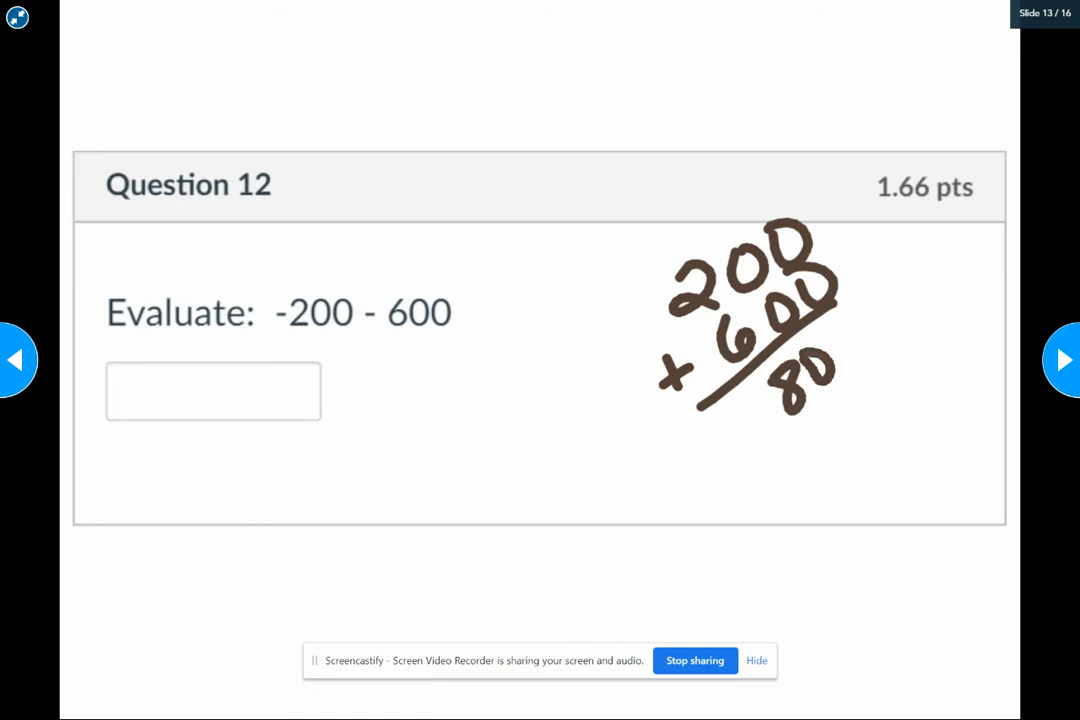 Slide 13 / 16
Question 12
1.66 pts
Evaluate: -200 - 600
200
+ 600
80
Screencastify - Screen Video Recorder is sharing your screen and audio.
Stop sharing
Hide